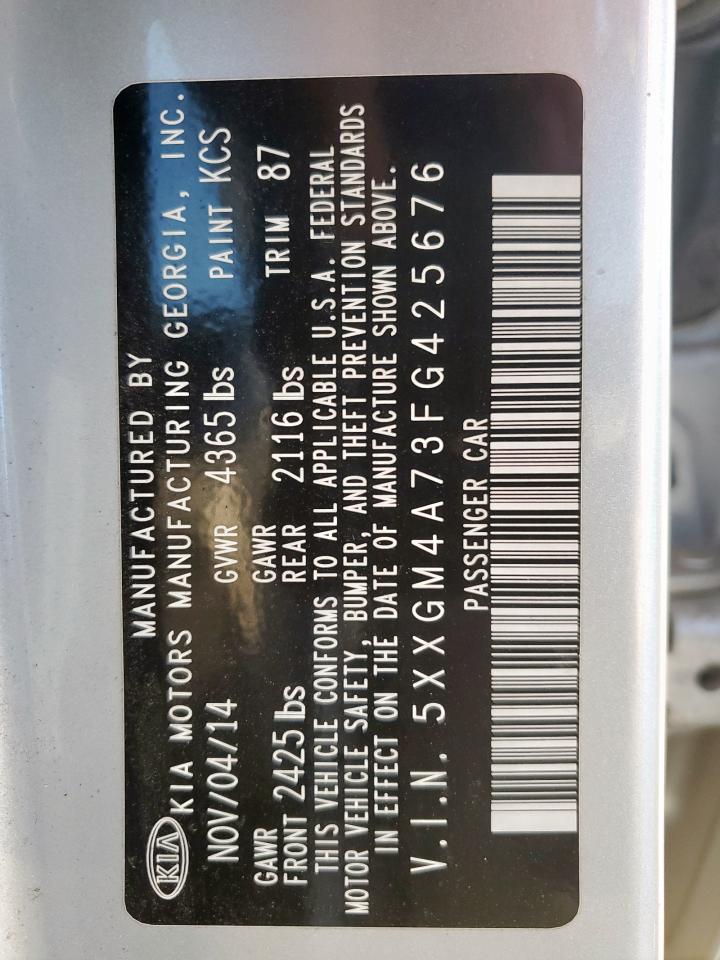 MANUFACTURED BY
KIA KIA MOTORS MANUFACTURING GEORGIA, INC.
NOV/04/14 GVWR 4365 lbs PAINT KCS
GAWR GAWR
FRONT 2425 lbs REAR 2116 lbs TRIM 87
THIS VEHICLE CONFORMS TO ALL APPLICABLE U.S.A. FEDERAL
MOTOR VEHICLE SAFETY, BUMPER, AND THEFT PREVENTION STANDARDS
IN EFFECT ON THE DATE OF MANUFACTURE SHOWN ABOVE.
V.I.N. 5XXGM4A73FG425676
PASSENGER CAR